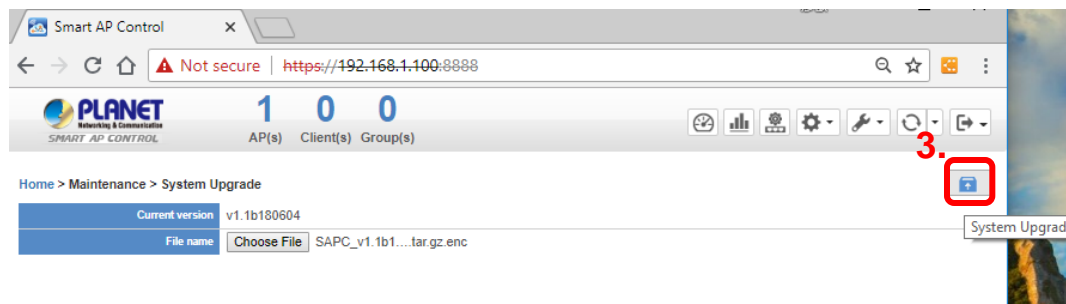 Smart AP Control
Not secure | https://192.168.1.100:8888
PLANET
Networking & Communication
SMART AP CONTROL
1 0 0
AP(s) Client(s) Group(s)
3.
Home > Maintenance > System Upgrade
Current version v1.1b180604
File name Choose File SAPC_v1.1b1....tar.gz.enc
System Upgrad